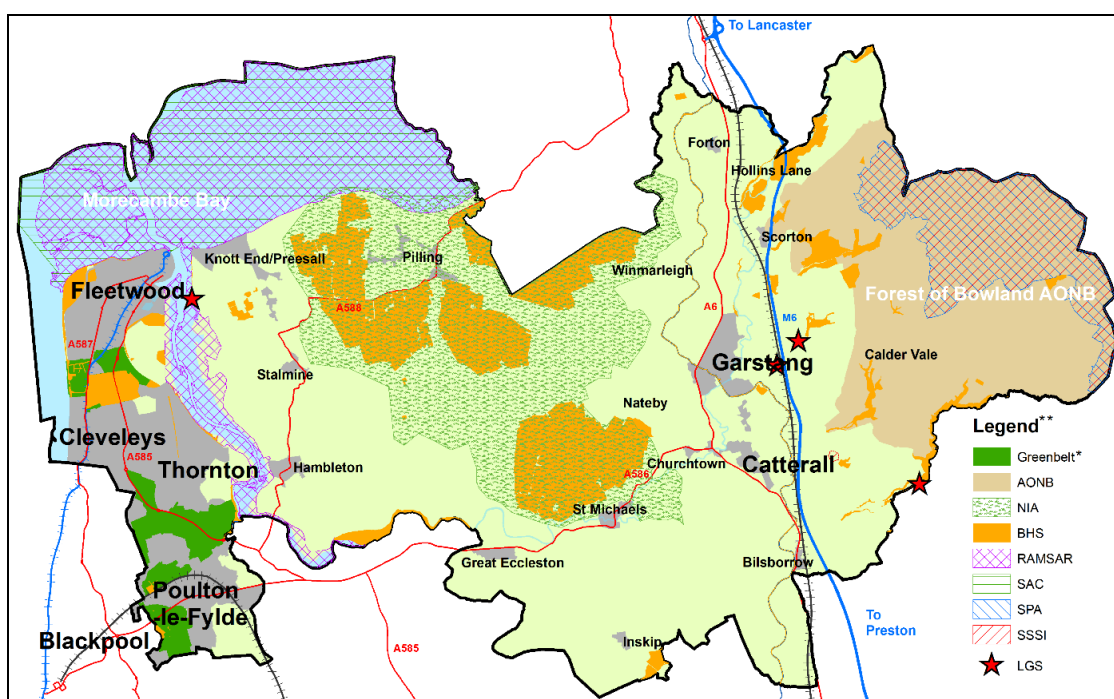 To Lancaster
Forton
Hollins Lane
Morecambe Bay
Scorton
Knott End/Preesall
Pilling
Winmarleigh
Fleetwood
A588
A6
M6
Forest of Bowland AONB
A587
Garstang
Calder Vale
Stalmine
Nateby
Cleveleys
A585
Thornton
Hambleton
A586
Churchtown
Catterall
St Michaels
Great Eccleston
Bilsborrow
Poulton
-le-Fylde
Blackpool
A585
Inskip
To
Preston
Legend**
Greenbelt*
AONB
NIA
BHS
RAMSAR
SAC
SPA
SSSI
LGS